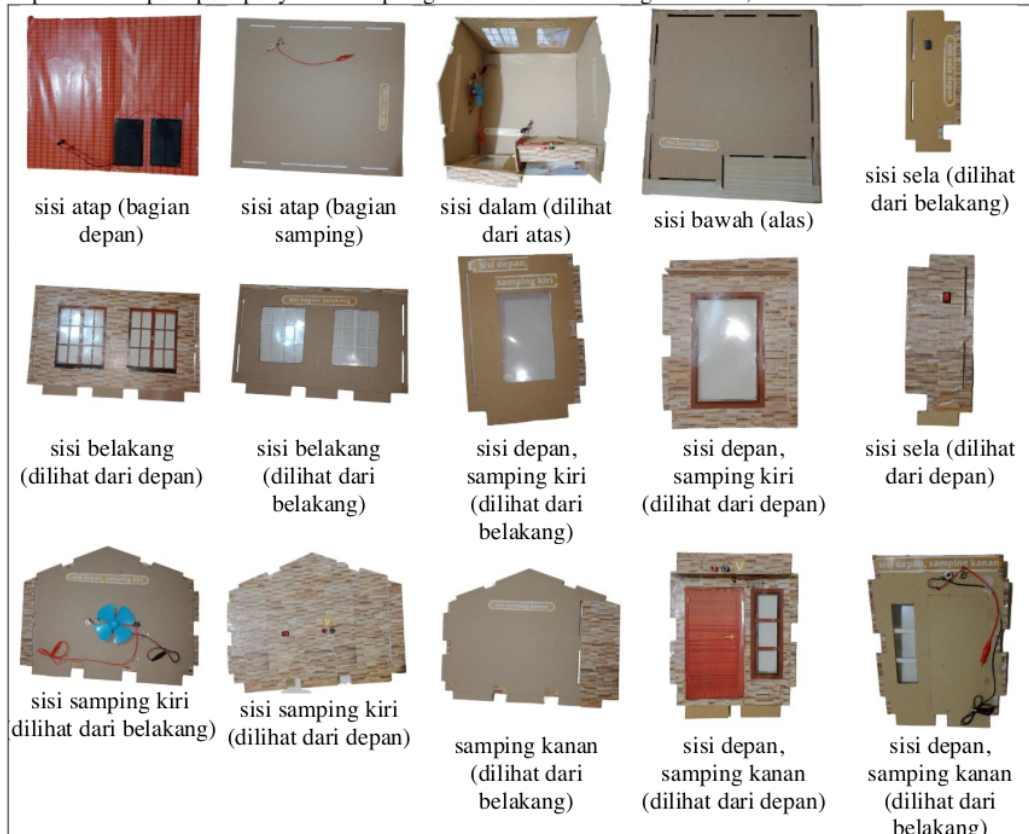 sisi atap (bagian
depan)
sisi atap (bagian
samping)
sisi dalam (dilihat
dari atas)
sisi bawah (alas)
sisi sela (dilihat
dari belakang)
sisi belakang
(dilihat dari depan)
sisi belakang
(dilihat dari
belakang)
sisi depan,
samping kiri
sisi depan,
samping kiri
(dilihat dari
belakang)
sisi depan,
samping kiri
(dilihat dari depan)
sisi sela (dilihat
dari depan)
sisi samping kiri
(dilihat dari belakang)
V
sisi samping kiri
(dilihat dari depan)
samping kanan
(dilihat dari
belakang)
V
sisi depan,
samping kanan
(dilihat dari depan)
sisi depan, samping kanan
sisi depan,
samping kanan
(dilihat dari
belakang)